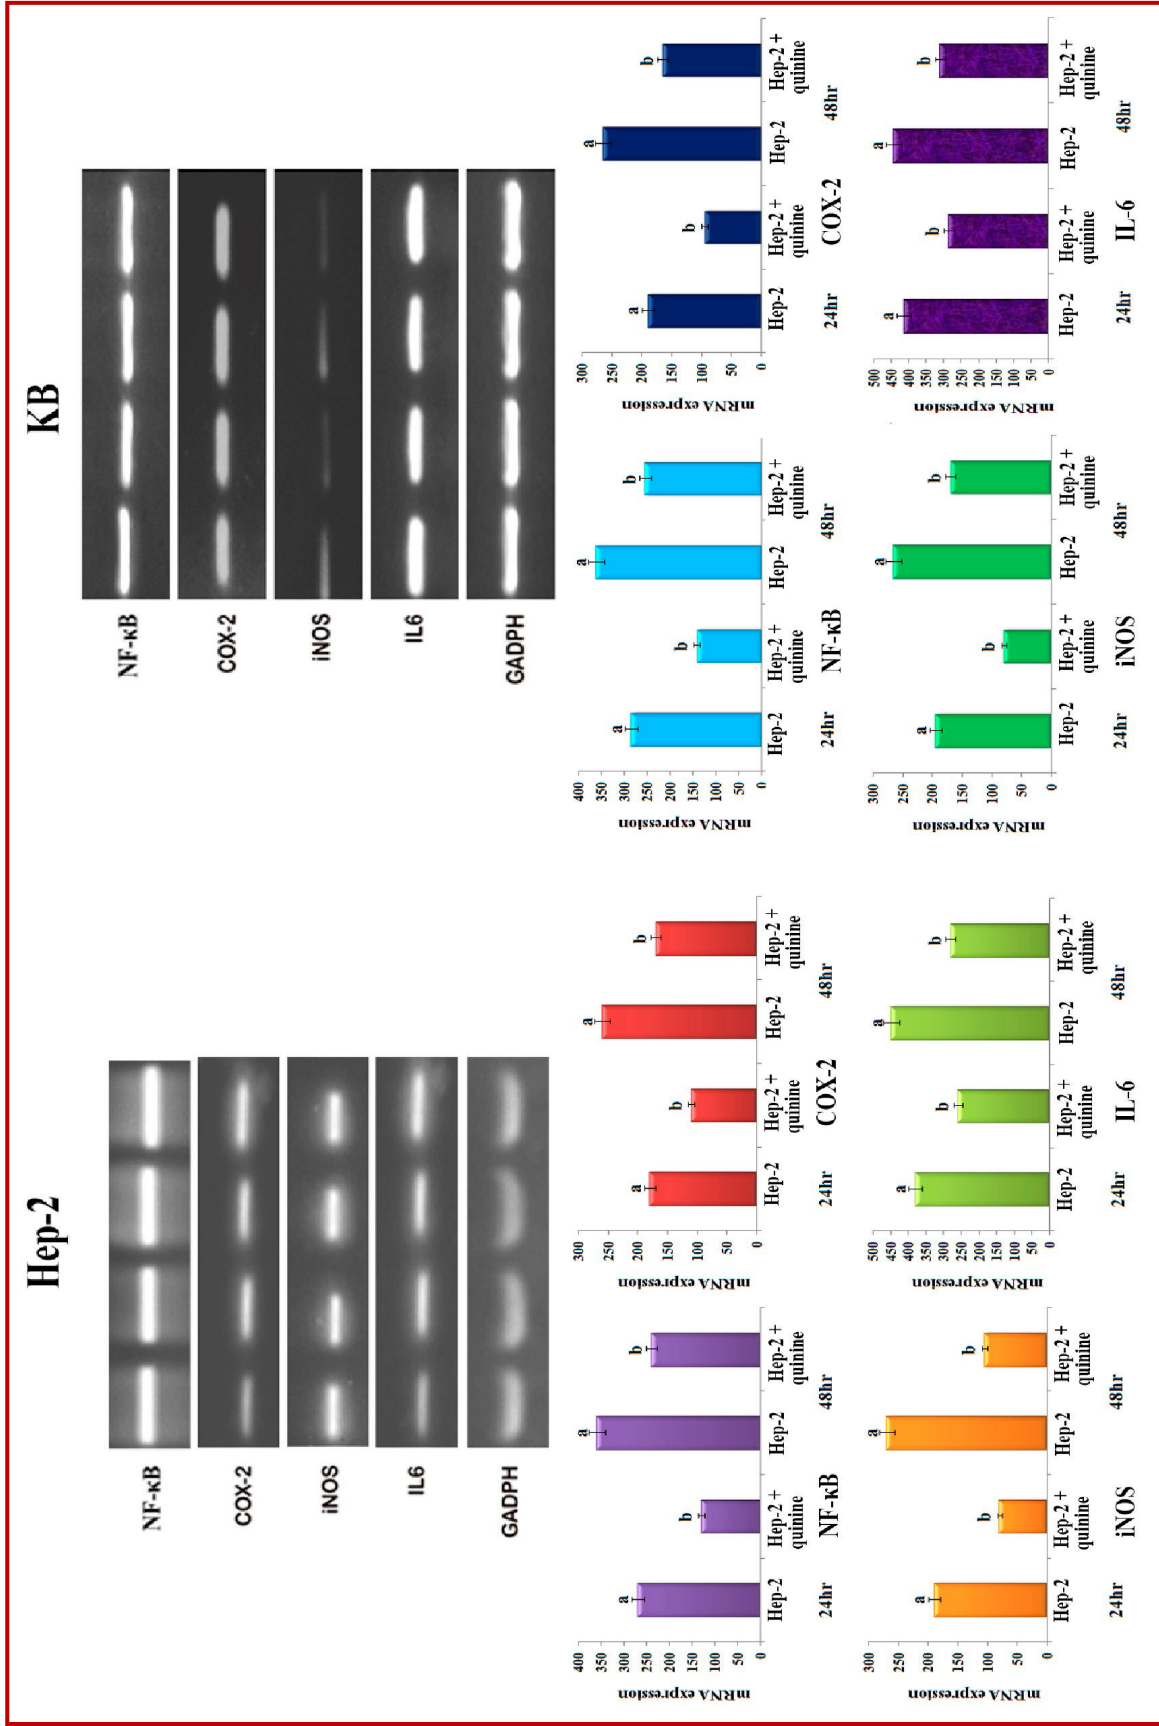 Hep-2
NF-κB
COX-2
iNOS
IL6
GADPH
mRNA expression
400
350
300
250
200
150
100
50
0
a
b
a
b
Hep-2
Hep-2 +
quinine
Hep-2
Hep-2 +
quinine
24hr
48hr
NF-κB
mRNA expression
300
250
200
150
100
50
0
a
b
a
b
Hep-2
Hep-2 +
quinine
Hep-2
Hep-2 +
quinine
24hr
48hr
COX-2
mRNA expression
300
250
200
150
100
50
0
a
b
a
b
Hep-2
Hep-2 +
quinine
Hep-2
Hep-2 +
quinine
24hr
48hr
iNOS
mRNA expression
500
450
400
350
300
250
200
150
100
50
0
a
b
a
b
Hep-2
Hep-2 +
quinine
Hep-2
Hep-2 +
quinine
24hr
48hr
IL-6
KB
NF-κB
COX-2
iNOS
IL6
GADPH
mRNA expression
400
350
300
250
200
150
100
50
0
a
b
a
b
Hep-2
Hep-2 +
quinine
Hep-2
Hep-2 +
quinine
24hr
48hr
NF-κB
mRNA expression
300
250
200
150
100
50
0
a
b
a
b
Hep-2
Hep-2 +
quinine
Hep-2
Hep-2 +
quinine
24hr
48hr
COX-2
mRNA expression
300
250
200
150
100
50
0
a
b
a
b
Hep-2
Hep-2 +
quinine
Hep-2
Hep-2 +
quinine
24hr
48hr
iNOS
mRNA expression
500
450
400
350
300
250
200
150
100
50
0
a
b
a
b
Hep-2
Hep-2 +
quinine
Hep-2
Hep-2 +
quinine
24hr
48hr
IL-6